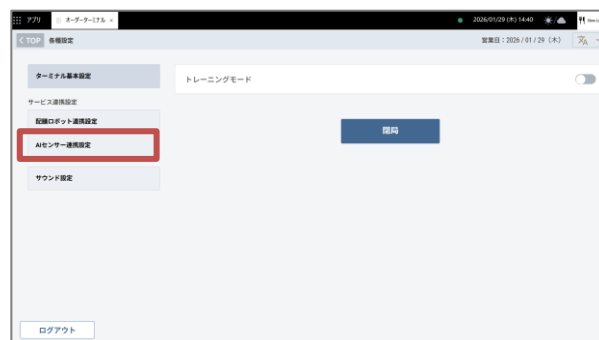 アプリ オーダーターミナル ×
2026/01/29 (木) 14:40
< TOP 各種設定
営業日：2026 / 01 / 29 （木）
ターミナル基本設定
トレーニングモード
サービス連携設定
配膳ロボット連携設定
閉局
AIセンサー連携設定
サウンド設定
ログアウト